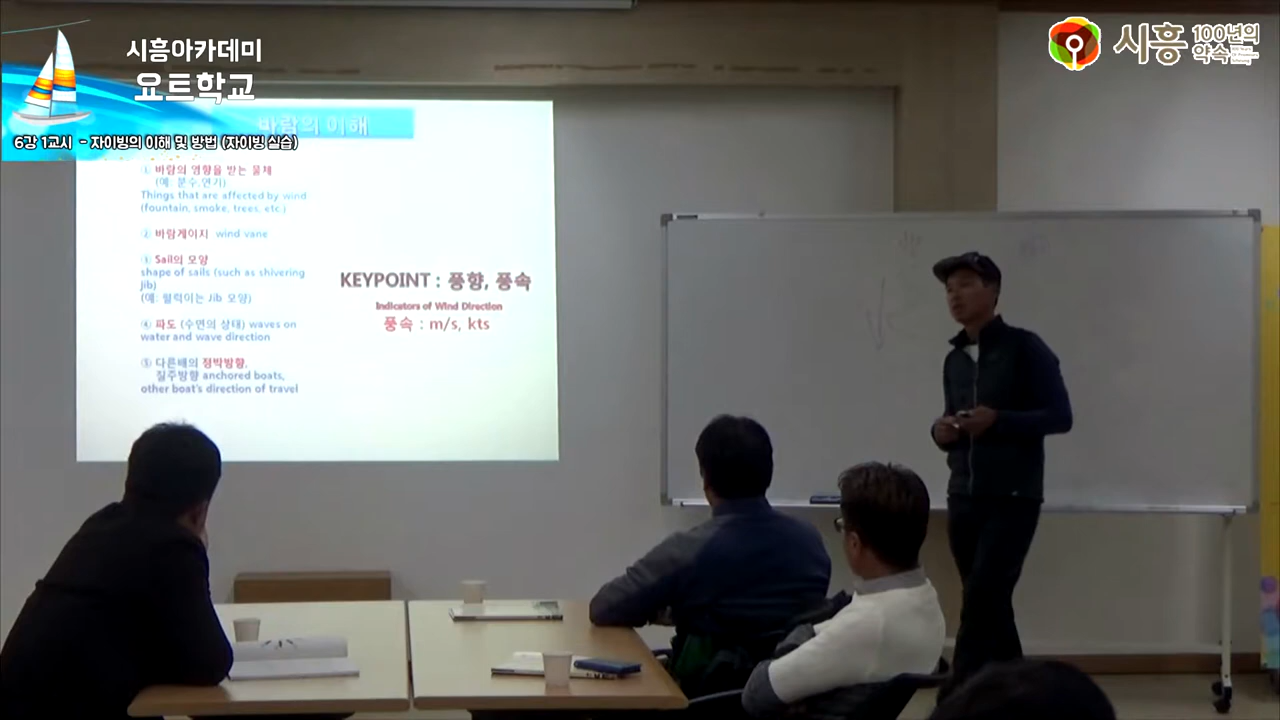 시흥아카데미
요트학교
6강 1교시 - 자이빙의 이해 및 방법 (자이빙 실습)
시흥 100년의
약속
바람의 이해
① 바람의 영향을 받는 물체
(예: 분수,연기)
Things that are affected by wind
(fountain, smoke, trees, etc.)
② 바람게이지 wind vane
③ Sail의 모양
shape of sails (such as shivering
Jib)
(예: 펄럭이는 Jib 모양)
④ 파도 (수면의 상태) waves on
water and wave direction
⑤ 다른배의 정박방향,
질주방향 anchored boats,
other boat's direction of travel
KEYPOINT : 풍향, 풍속
Indicators of Wind Direction
풍속 : m/s, kts